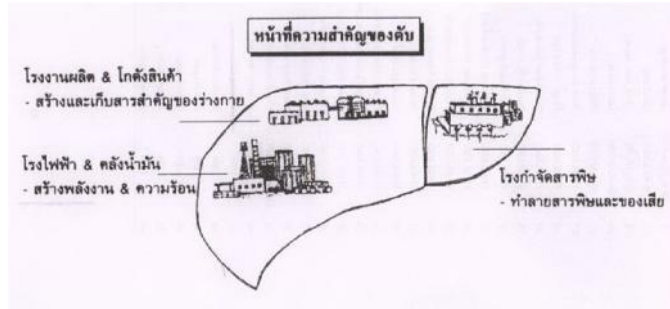 หน้าที่ความสำคัญของตับ
โรงงานผลิต & โกดังสินค้า
- สร้างและเก็บสารสำคัญของร่างกาย
โรงไฟฟ้า & คลังน้ำมัน
- สร้างพลังงาน & ความร้อน
โรงกำจัดสารพิษ
- ทำลายสารพิษและของเสีย